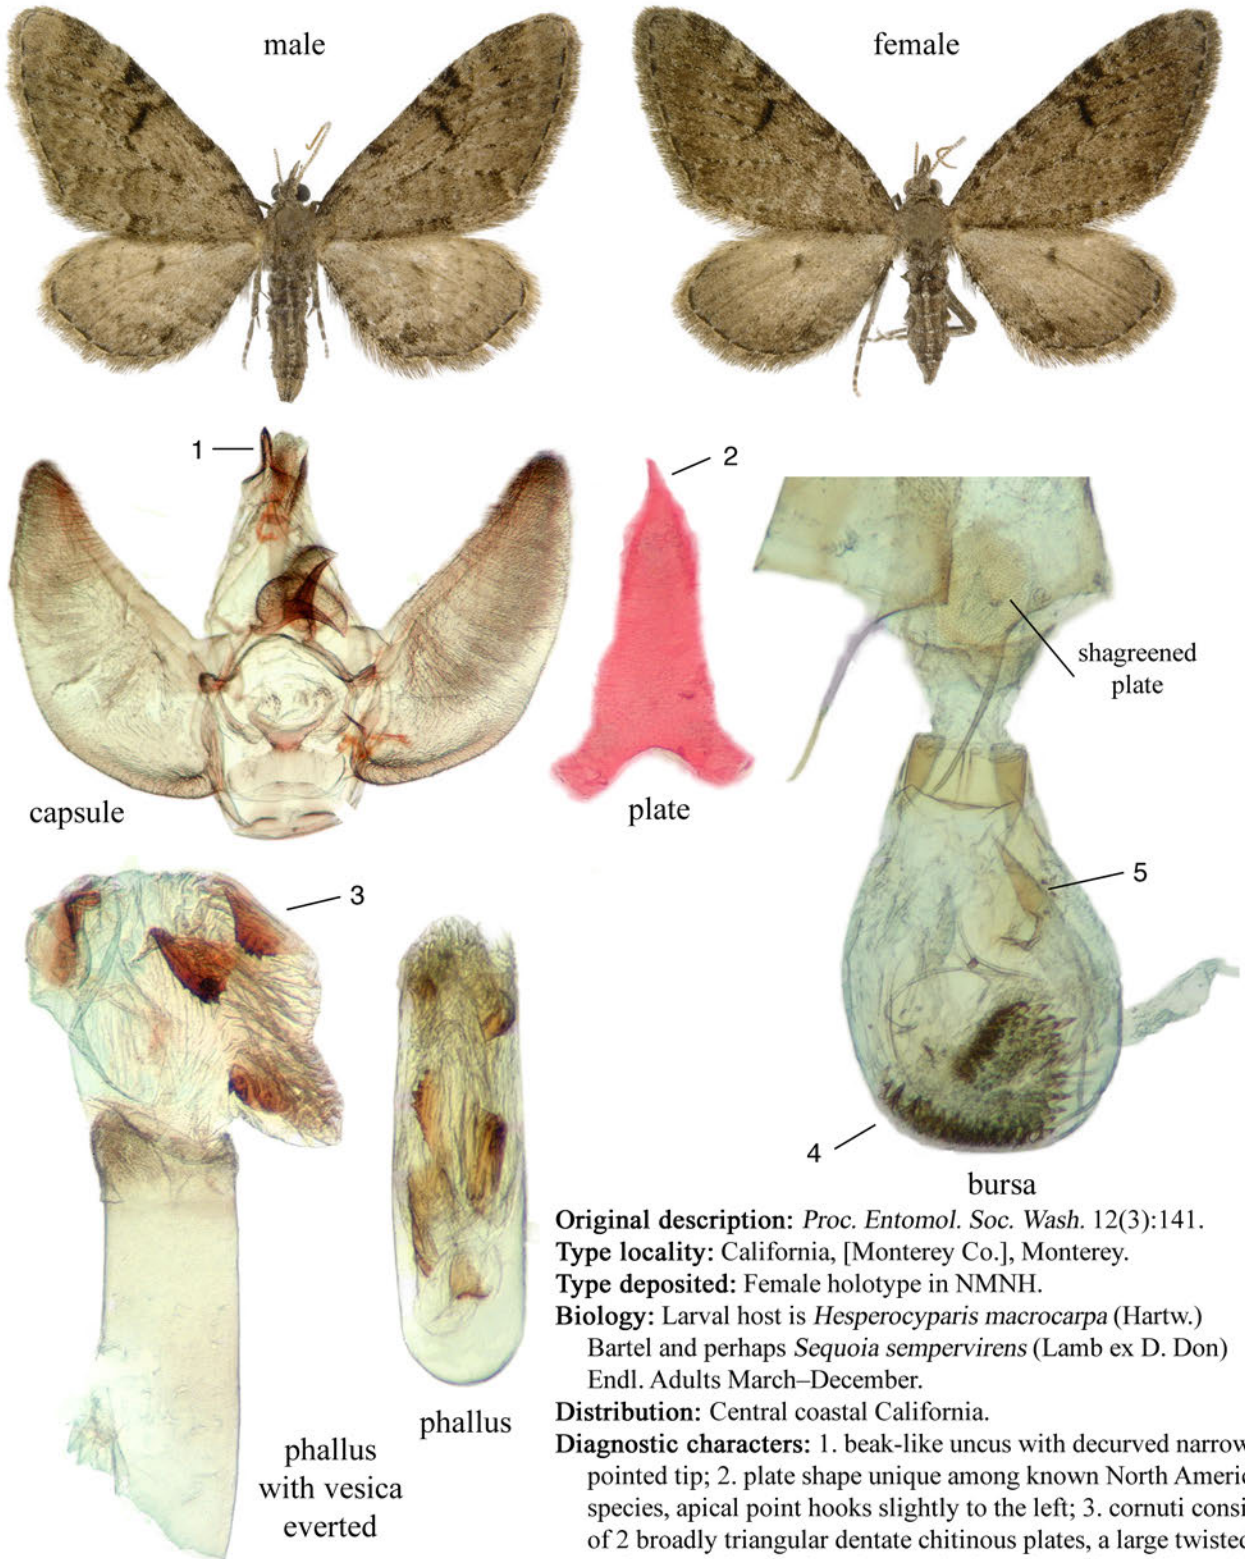 male
female
1
2
shagreened
plate
capsule
plate
3
5
4
bursa
phallus
with vesica
everted
phallus
Original description: Proc. Entomol. Soc. Wash. 12(3):141.
Type locality: California, [Monterey Co.], Monterey.
Type deposited: Female holotype in NMNH.
Biology: Larval host is Hesperocyparis macrocarpa (Hartw.)
Bartel and perhaps Sequoia sempervirens (Lamb ex D. Don)
Endl. Adults March–December.
Distribution: Central coastal California.
Diagnostic characters: 1. beak-like uncus with decurved narrow
pointed tip; 2. plate shape unique among known North Americ
species, apical point hooks slightly to the left; 3. cornuti consi
of 2 broadly triangular dentate chitinous plates, a large twisted